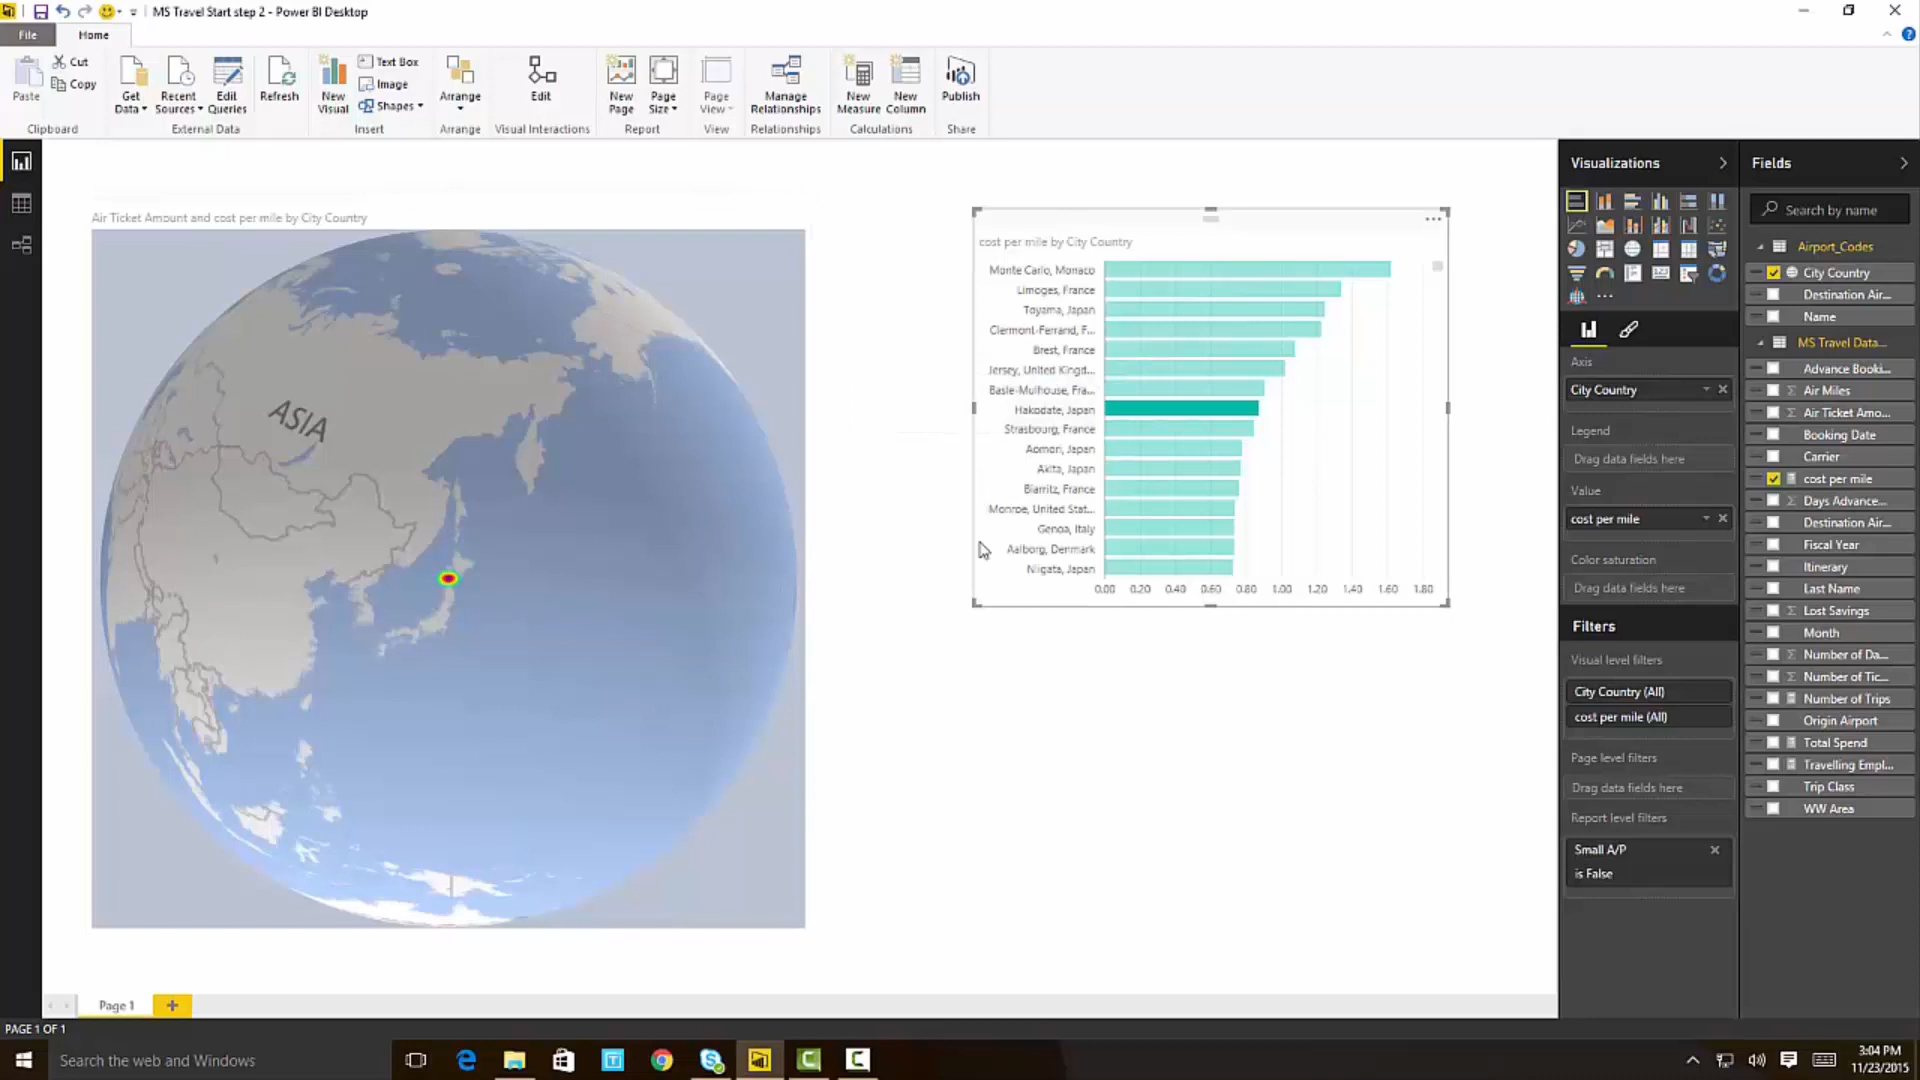 MS Travel Start step 2 - Power BI Desktop
File
Home
Paste
Cut
Copy
Clipboard
Get Data
Recent Sources
Edit Queries
Refresh
External Data
New Visual
Text Box
Image
Shapes
Insert
Arrange
Arrange
Edit
Visual Interactions
New Page
Page Size
Report
Page View
View
Manage Relationships
Relationships
New Measure
New Column
Calculations
Publish
Share
Air Ticket Amount and cost per mile by City Country
ASIA
cost per mile by City Country
Monte Carlo, Monaco
Limoges, France
Toyama, Japan
Clermont-Ferrand, F...
Brest, France
Jersey, United Kingd...
Basle-Mulhouse, Fra...
Hakodate, Japan
Strasbourg, France
Aomori, Japan
Akita, Japan
Biarritz, France
Monroe, United Stat...
Genoa, Italy
Aalborg, Denmark
Niigata, Japan
0.00 0.20 0.40 0.60 0.80 1.00 1.20 1.40 1.60 1.80
Visualizations
Axis
City Country
Legend
Drag data fields here
Value
cost per mile
Color saturation
Drag data fields here
Filters
Visual level filters
City Country (All)
cost per mile (All)
Page level filters
Drag data fields here
Report level filters
Small A/P
is False
Fields
Search by name
Airport_Codes
City Country
Destination Air...
Name
MS Travel Data...
Advance Booki...
Air Miles
Air Ticket Amo...
Booking Date
Carrier
cost per mile
Days Advance...
Destination Air...
Fiscal Year
Itinerary
Last Name
Lost Savings
Month
Number of Da...
Number of Tic...
Number of Trips
Origin Airport
Total Spend
Travelling Empl...
Trip Class
WW Area
Page 1
PAGE 1 OF 1
Search the web and Windows
3:04 PM
11/23/2015